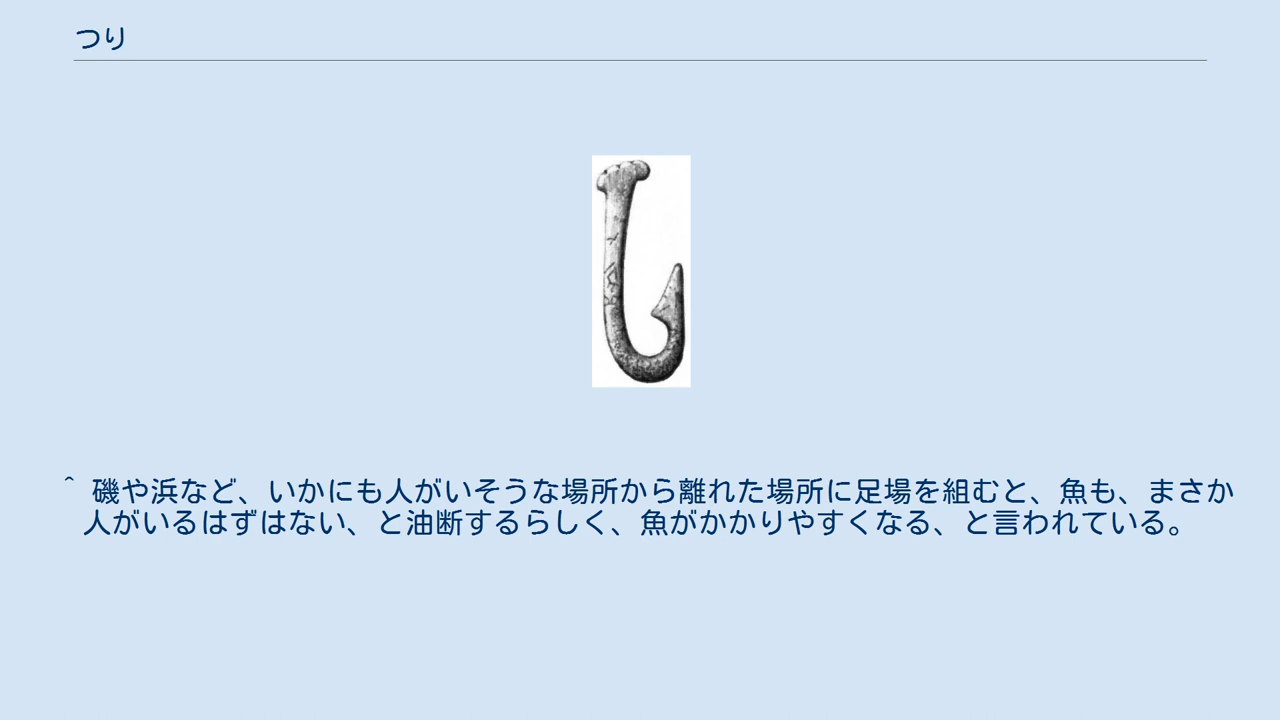 つり
^ 磯や浜など、いかにも人がいそうな場所から離れた場所に足場を組むと、魚も、まさか
人がいるはずはない、と油断するらしく、魚がかかりやすくなる、と言われている。